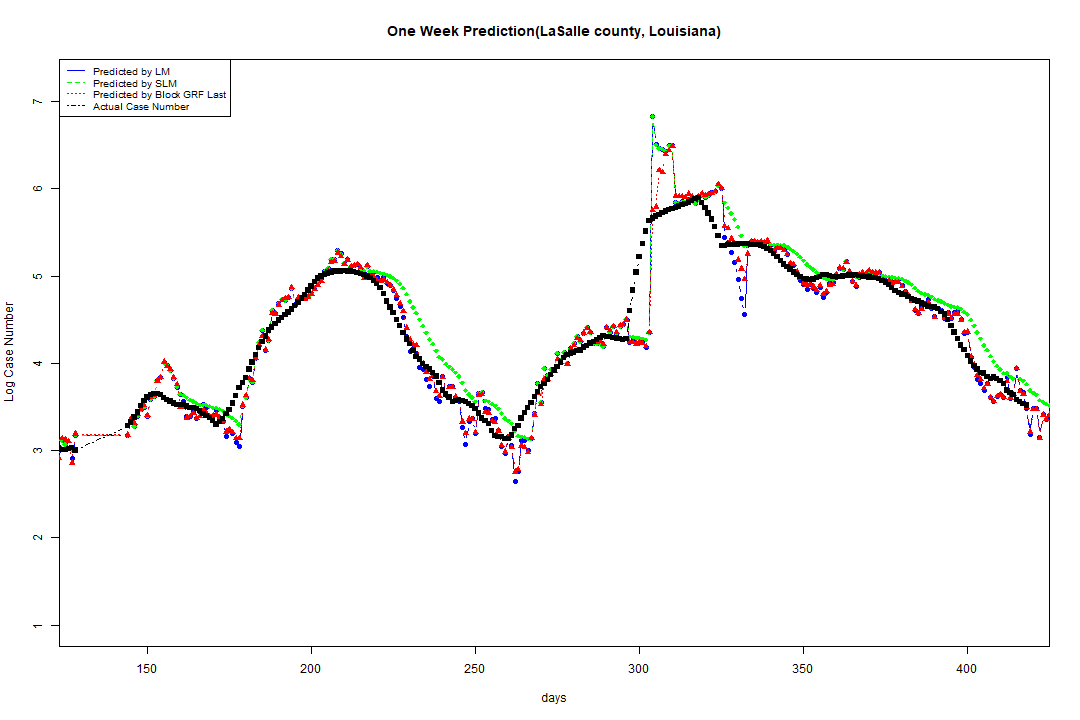 One Week Prediction(LaSalle county, Louisiana)
Predicted by LM
Predicted by SLM
Predicted by Block GRF Last
Actual Case Number
Log Case Number
7
6
5
4
3
2
1
150 200 250 300 350 400
days